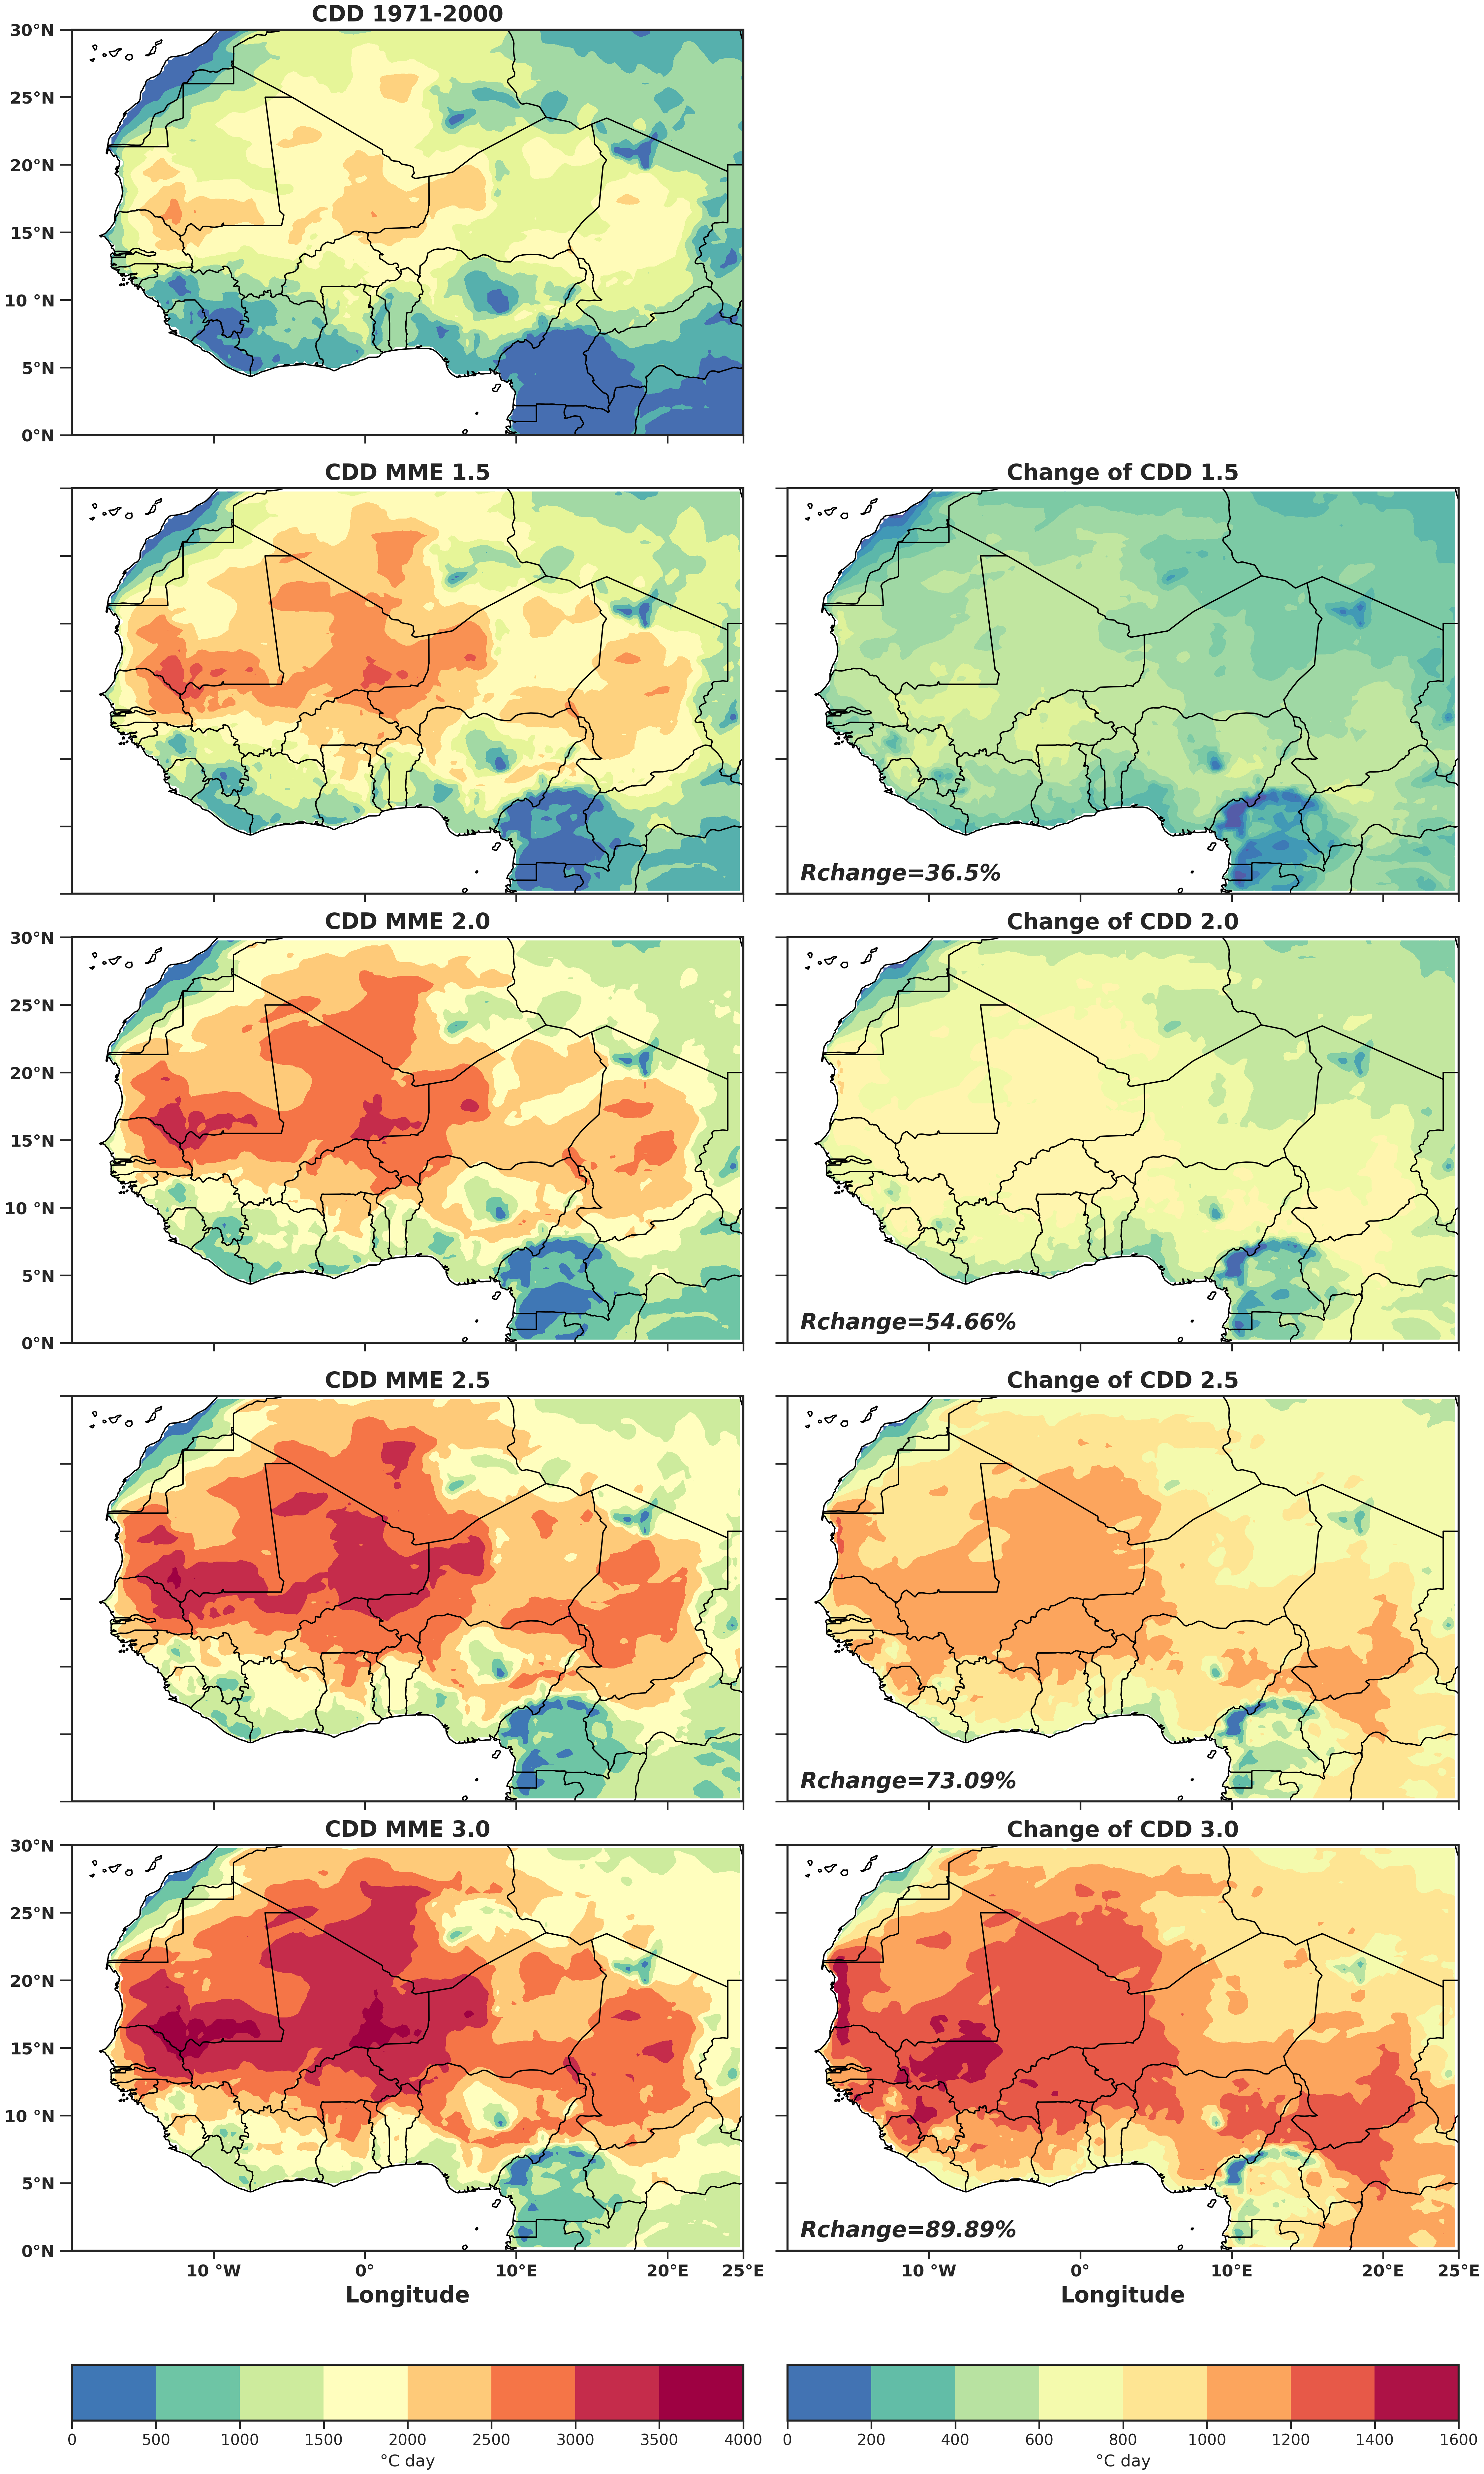 CDD 1971-2000
30°N
25°N
20°N
15°N
10 °N
5°N
0°N
CDD MME 1.5
Change of CDD 1.5
Rchange=36.5%
CDD MME 2.0
Change of CDD 2.0
30°N
25°N
20°N
15°N
10 °N
5°N
0°N
Rchange=54.66%
CDD MME 2.5
Change of CDD 2.5
Rchange=73.09%
CDD MME 3.0
Change of CDD 3.0
30°N
25°N
20°N
15°N
10 °N
5°N
0°N
Rchange=89.89%
10 °W 0° 10°E 20°E 25°E
10 °W 0° 10°E 20°E 25°E
Longitude
Longitude
0 500 1000 1500 2000 2500 3000 3500 4000
0 200 400 600 800 1000 1200 1400 1600
°C day
°C day